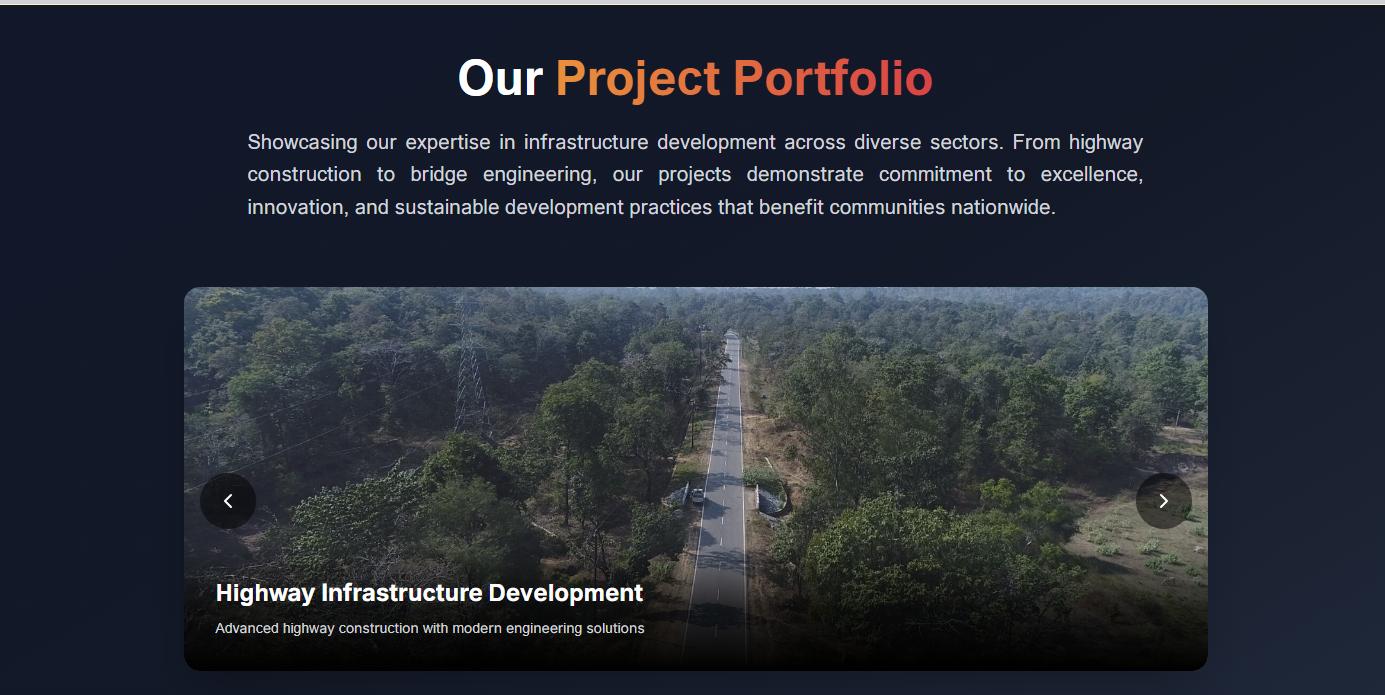 Our Project Portfolio
Showcasing our expertise in infrastructure development across diverse sectors. From highway
construction to bridge engineering, our projects demonstrate commitment to excellence,
innovation, and sustainable development practices that benefit communities nationwide.
Highway Infrastructure Development
Advanced highway construction with modern engineering solutions